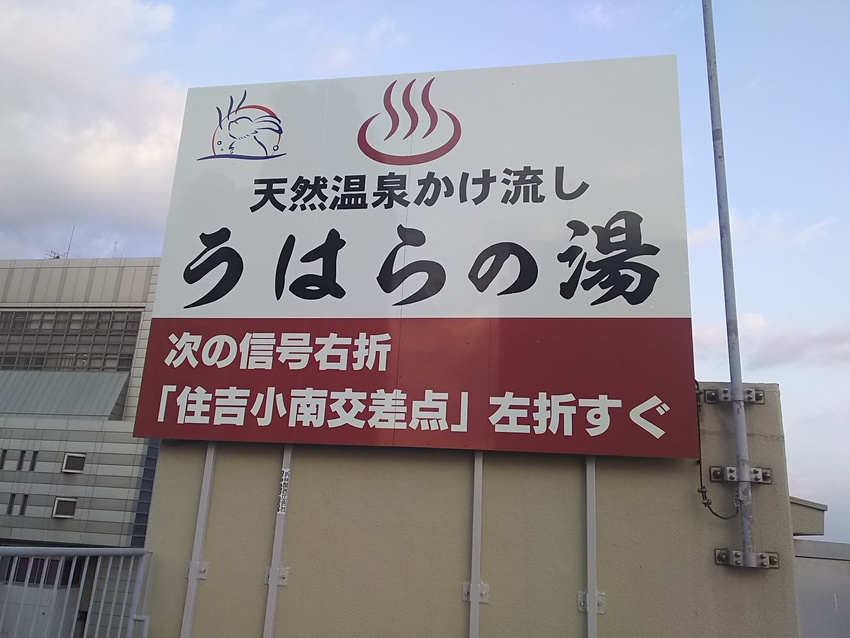 天然温泉かけ流し
うはらの湯
次の信号右折
「住吉小南交差点」左折すぐ